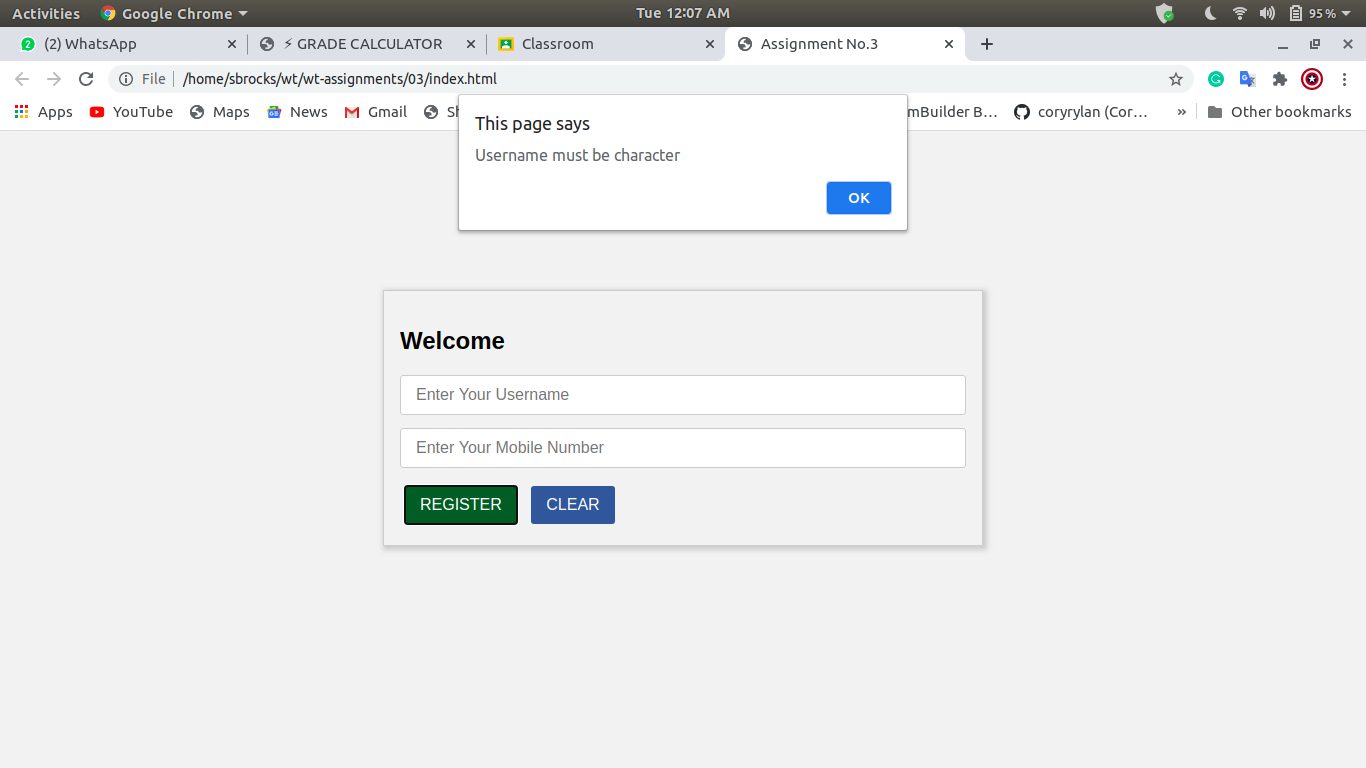 Activities Google Chrome Tue 12:07 AM 95%
2 (2) WhatsApp ⚡ GRADE CALCULATOR Classroom Assignment No.3
File /home/sbrocks/wt/wt-assignments/03/index.html
Apps YouTube Maps News Gmail mBuilder B… coryrylan (Cor… » Other bookmarks
This page says
Username must be character
OK
Welcome
Enter Your Username
Enter Your Mobile Number
REGISTER CLEAR